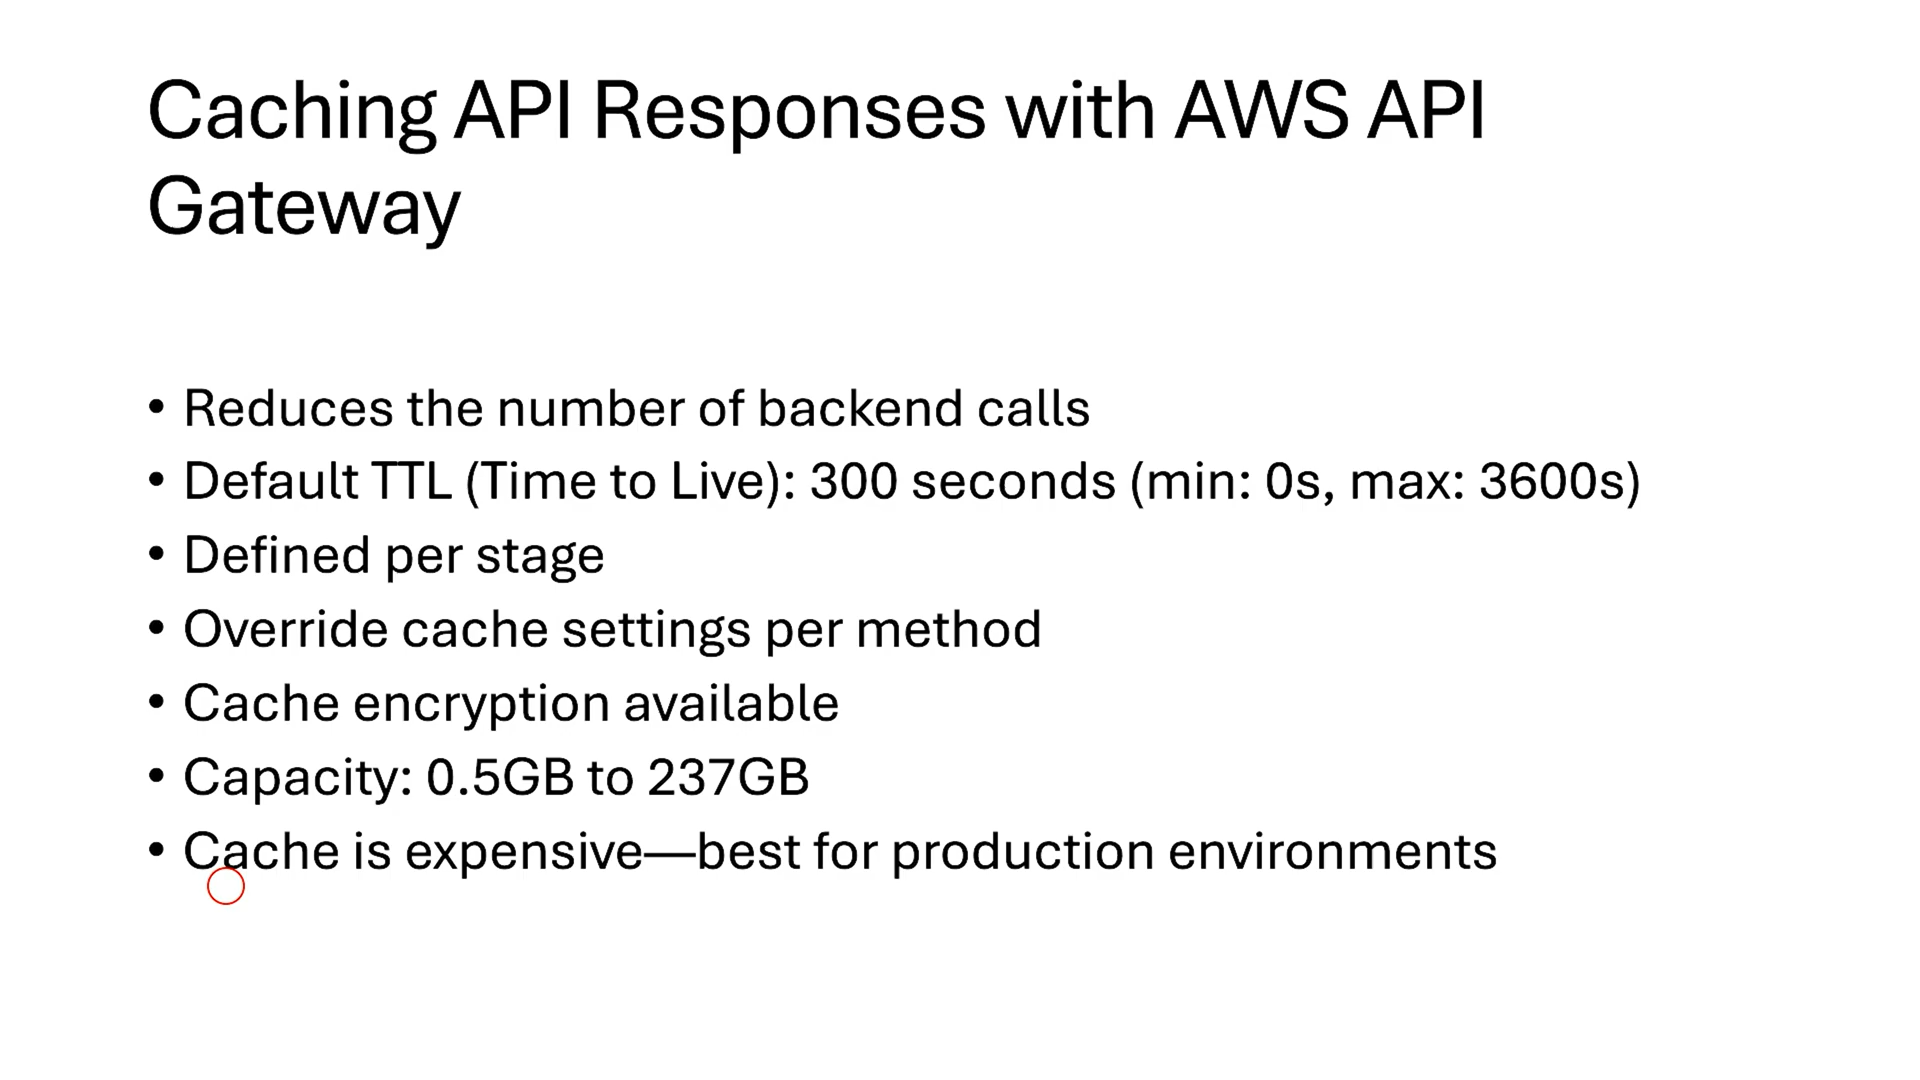 Caching API Responses with AWS API
Gateway
• Reduces the number of backend calls
• Default TTL (Time to Live): 300 seconds (min: 0s, max: 3600s)
• Defined per stage
• Override cache settings per method
• Cache encryption available
• Capacity: 0.5GB to 237GB
• Cache is expensive—best for production environments